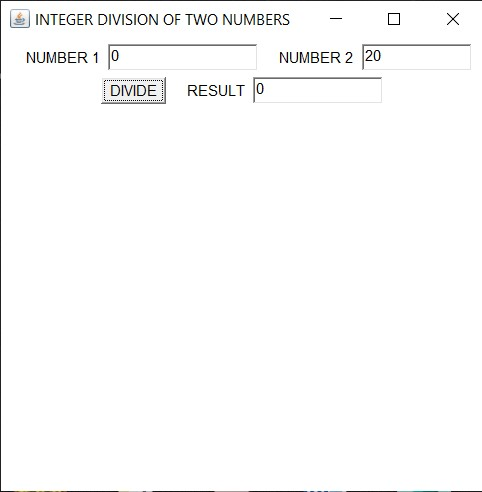 INTEGER DIVISION OF TWO NUMBERS
NUMBER 1 0 NUMBER 2 20
DIVIDE RESULT 0